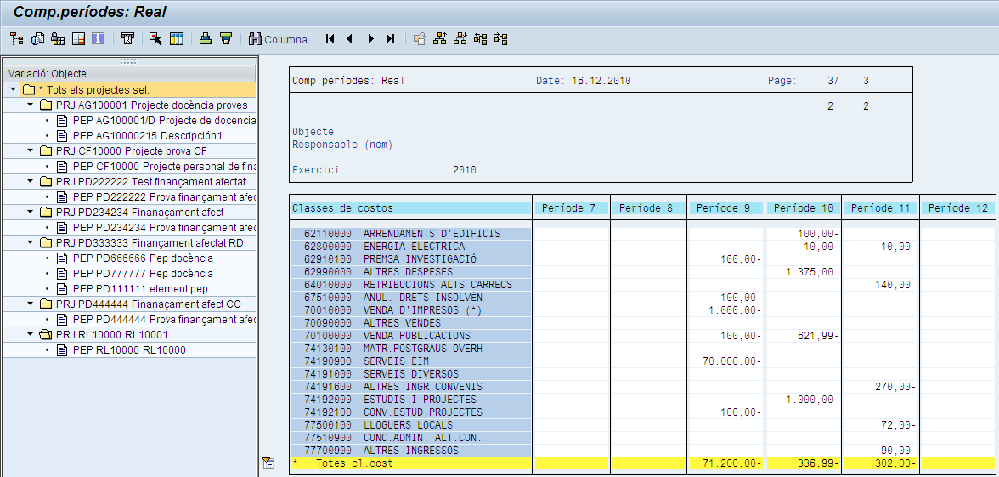 Comp.períodes: Real
Columna
Variació: Objecte
* Tots els projectes sel.
PRJ AG100001 Projecte docència proves
PEP AG100001/D Projecte de docència
PEP AG10000215 Descripción1
PRJ CF10000 Projecte prova CF
PEP CF10000 Projecte personal de fina
PRJ PD222222 Test finançament afectat
PEP PD222222 Prova finançament afec
PRJ PD234234 Finanaçament afect
PEP PD234234 Prova finançament afec
PRJ PD333333 Finançament afectat RD
PEP PD666666 Pep docència
PEP PD777777 Pep docència
PEP PD111111 element pep
PRJ PD444444 Finanaçament afect CO
PEP PD444444 Prova finançament afec
PRJ RL10000 RL10001
PEP RL10000 RL10000
Comp.períodes: Real Date: 16.12.2010 Page: 3/ 3
2 2
Objecte
Responsable (nom)
Exercici 2010
Classes de costos Període 7 Període 8 Període 9 Període 10 Període 11 Període 12
62110000 ARRENDAMENTS D'EDIFICIS 100,00-
62800000 ENERGIA ELECTRICA 10,00 10,00-
62910100 PREMSA INVESTIGACIÓ 100,00-
62990000 ALTRES DESPESES 1.375,00
64010000 RETRIBUCIONS ALTS CARRECS 140,00
67510000 ANUL. DRETS INSOLVÈN 100,00
70010000 VENDA D'IMPRESOS (*) 1.000,00-
70090000 ALTRES VENDES
70100000 VENDA PUBLICACIONS 100,00- 621,99-
74130100 MATR.POSTGRAUS OVERH
74190900 SERVEIS EIM 70.000,00-
74191000 SERVEIS DIVERSOS
74191600 ALTRES INGR.CONVENIS 270,00-
74192000 ESTUDIS I PROJECTES 1.000,00-
74192100 CONV.ESTUD.PROJECTES 100,00-
77500100 LLOGUERS LOCALS 72,00-
77510900 CONC.ADMIN. ALT.CON.
77700900 ALTRES INGRESSOS 90,00-
* Totes cl.cost 71.200,00- 336,99- 302,00-